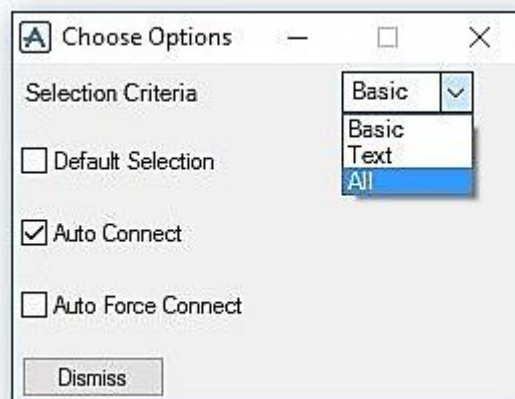 Choose Options
Selection Criteria Basic
Basic
Text
All
Default Selection
Auto Connect
Auto Force Connect
Dismiss